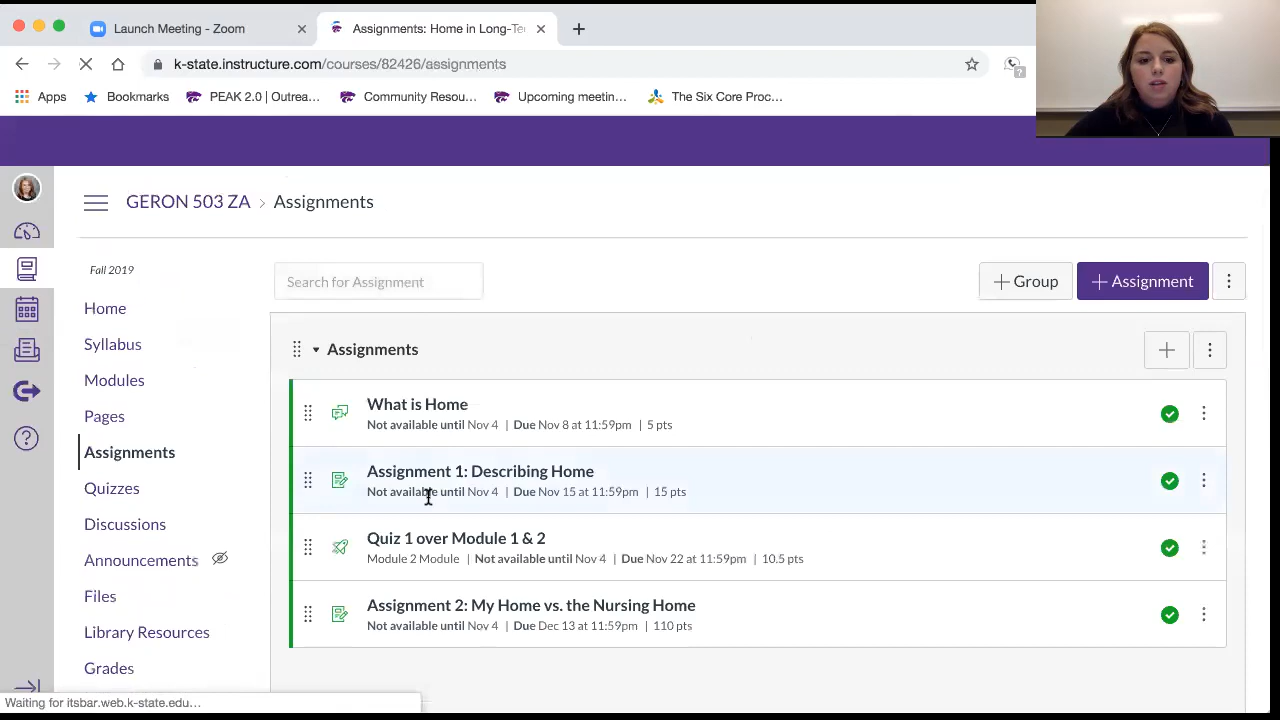 Launch Meeting - Zoom
Assignments: Home in Long-Te
k-state.instructure.com/courses/82426/assignments
Apps
Bookmarks
PEAK 2.0 | Outrea...
Community Resou...
Upcoming meetin...
The Six Core Proc...
GERON 503 ZA > Assignments
Fall 2019
Home
Syllabus
Modules
Pages
Assignments
Quizzes
Discussions
Announcements
Files
Library Resources
Grades
Search for Assignment
+ Group
+ Assignment
Assignments
What is Home
Not available until Nov 4 | Due Nov 8 at 11:59pm | 5 pts
Assignment 1: Describing Home
Not available until Nov 4 | Due Nov 15 at 11:59pm | 15 pts
Quiz 1 over Module 1 & 2
Module 2 Module | Not available until Nov 4 | Due Nov 22 at 11:59pm | 10.5 pts
Assignment 2: My Home vs. the Nursing Home
Not available until Nov 4 | Due Dec 13 at 11:59pm | 110 pts
Waiting for itsbar.web.k-state.edu...